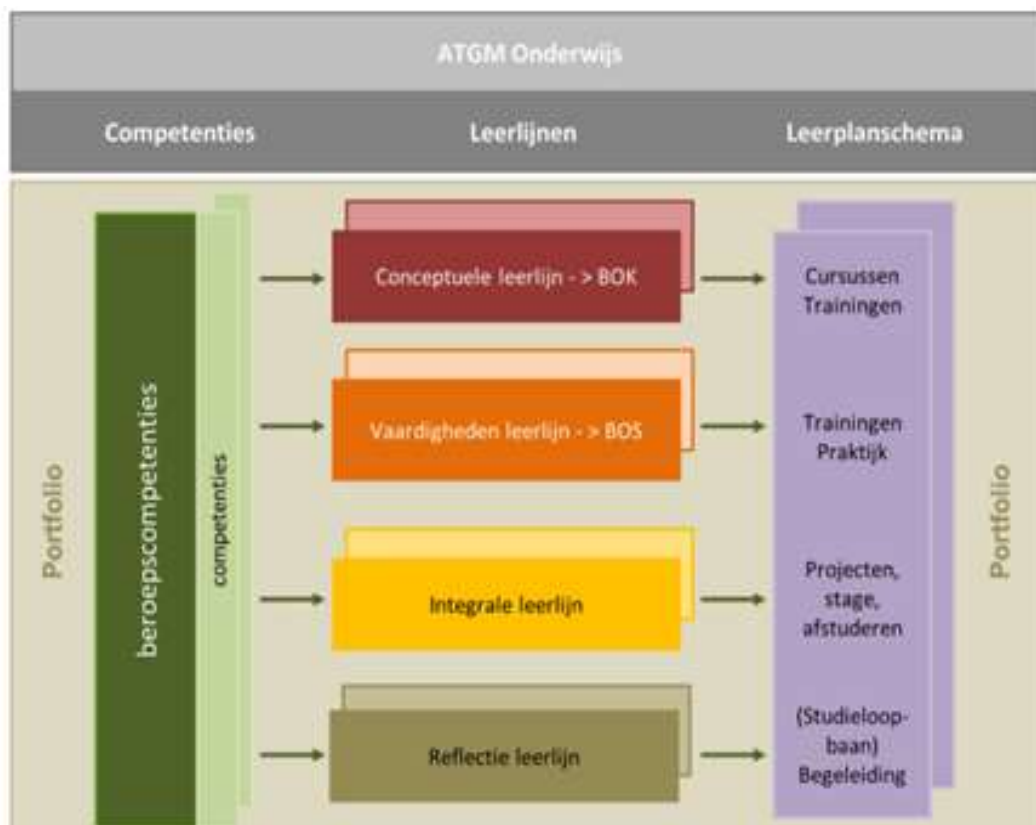 ATGM Onderwijs
Competenties
Leerlijnen
Leerplanschema
Portfolio
beroepscompetenties
competenties
Conceptuele leerlijn - > BOK
Cursussen
Trainingen
Vaardigheden leerlijn - > BOS
Trainingen
Praktijk
Integrale leerlijn
Projecten,
stage,
afstuderen
Reflectie leerlijn
(Studieloop-
baan)
Begeleiding
Portfolio